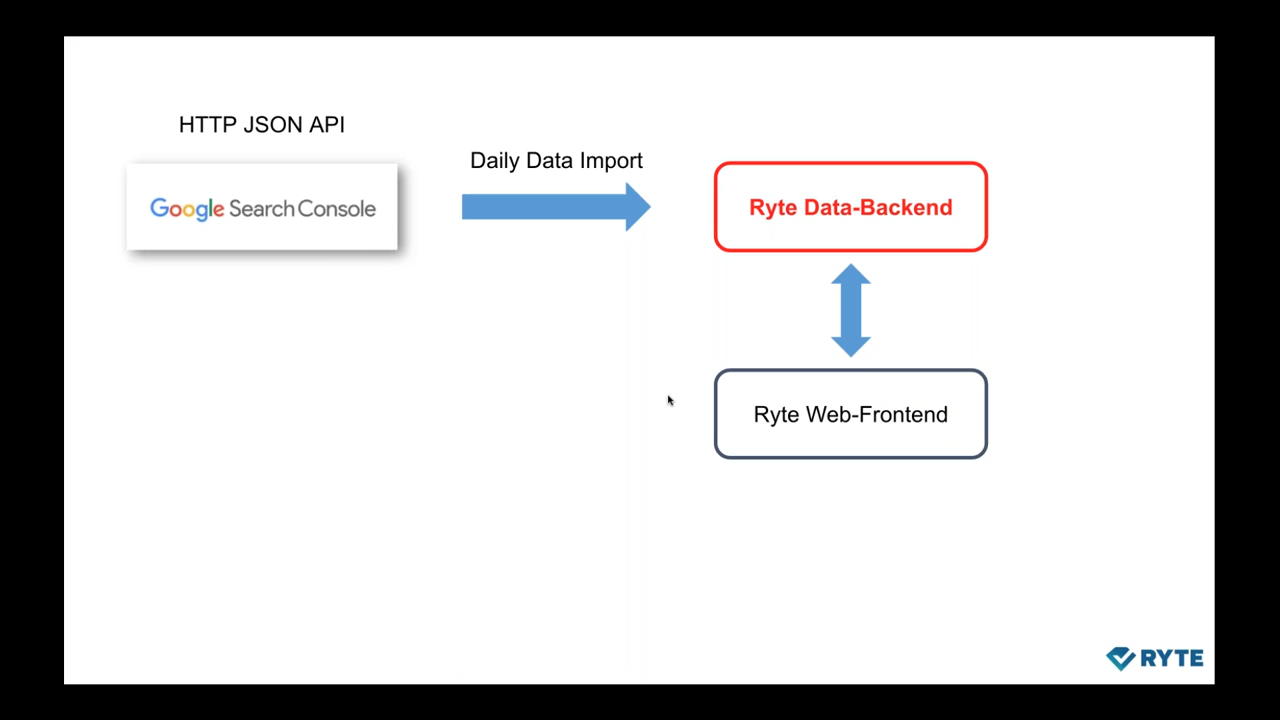 HTTP JSON API
Google Search Console
Daily Data Import
Ryte Data-Backend
Ryte Web-Frontend
RYTE